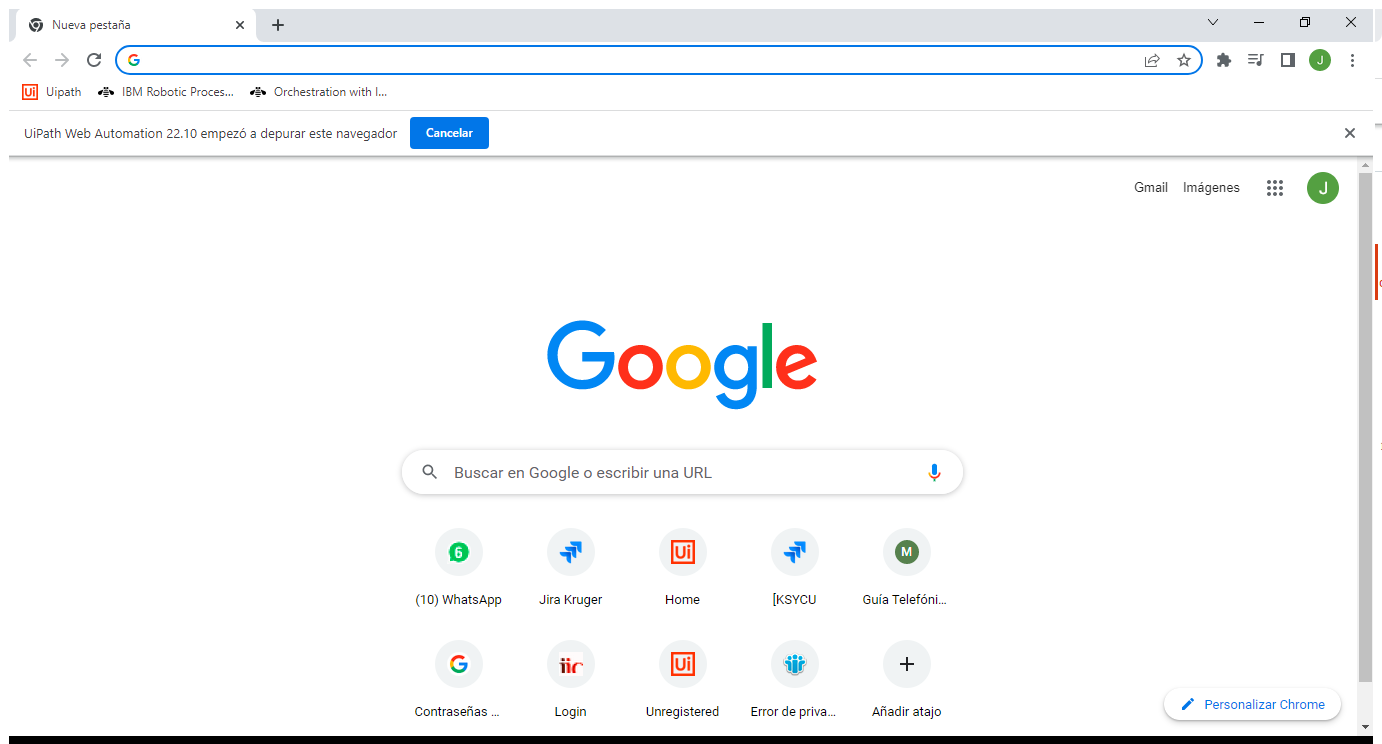 Nueva pestaña
Uipath IBM Robotic Proces... Orchestration with I...
UiPath Web Automation 22.10 empezó a depurar este navegador Cancelar
J
Gmail Imágenes J
Google
Buscar en Google o escribir una URL
6 Ui M
(10) WhatsApp Jira Kruger Home [KSYCU Guía Telefóni...
iic Ui
Contraseñas ... Login Unregistered Error de priva... Añadir atajo
Personalizar Chrome